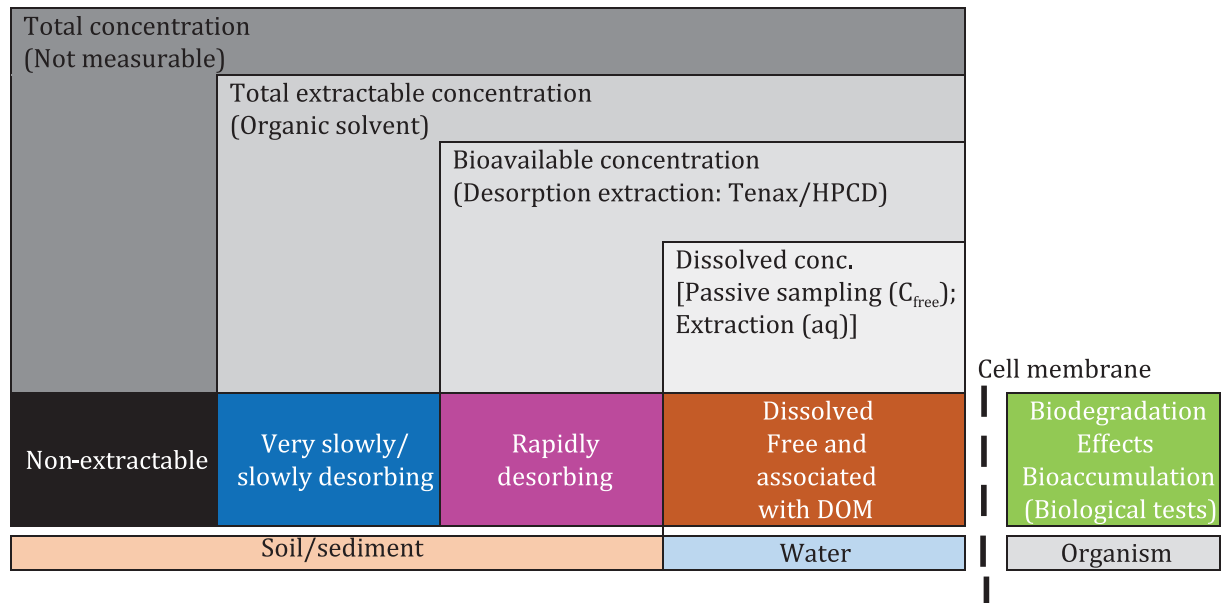 Total concentration
(Not measurable)
Total extractable concentration
(Organic solvent)
Bioavailable concentration
(Desorption extraction: Tenax/HPCD)
Dissolved conc.
[Passive sampling (Cfree);
Extraction (aq)]
Cell membrane
Non-extractable
Very slowly/
slowly desorbing
Rapidly
desorbing
Dissolved
Free and
associated
with DOM
Biodegradation
Effects
Bioaccumulation
(Biological tests)
Soil/sediment
Water
Organism